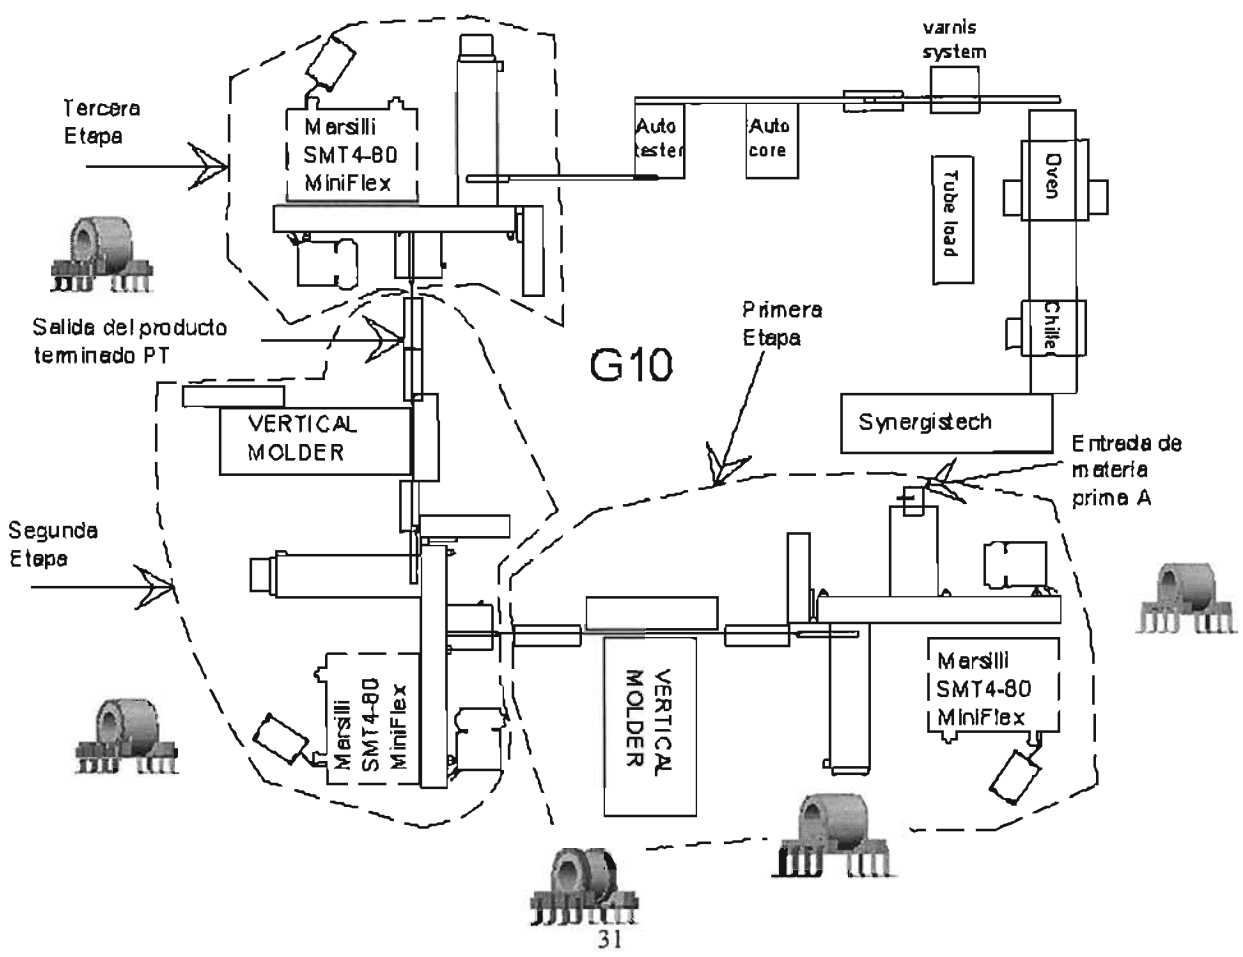 varnis
system
Tercera
Etapa
Marsilli
SMT4-80
MiniFlex
Auto
tester
Auto
core
Oven
Tube load
Chille
Salida del producto
terminado PT
Primera
Etapa
G10
VERTICAL
MOLDER
Synergistech
Entrada de
materia
prima A
Segunda
Etapa
VERTICAL
MOLDER
Marsilli
SMT4-80
MiniFlex
Marsilli
SMT4-80
MiniFlex
31